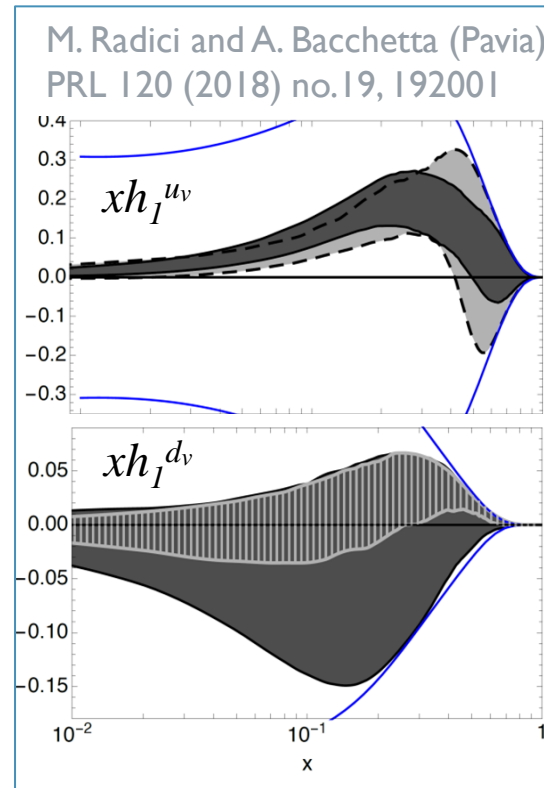 M. Radici and A. Bacchetta (Pavia)
PRL 120 (2018) no.19, 192001
0.4
0.3
xh₁ᵘᵛ
0.2
0.1
0.0
−0.1
−0.2
−0.3
xh₁ᵈᵛ
0.05
0.00
−0.05
−0.10
−0.15
10⁻² 10⁻¹ 1
x